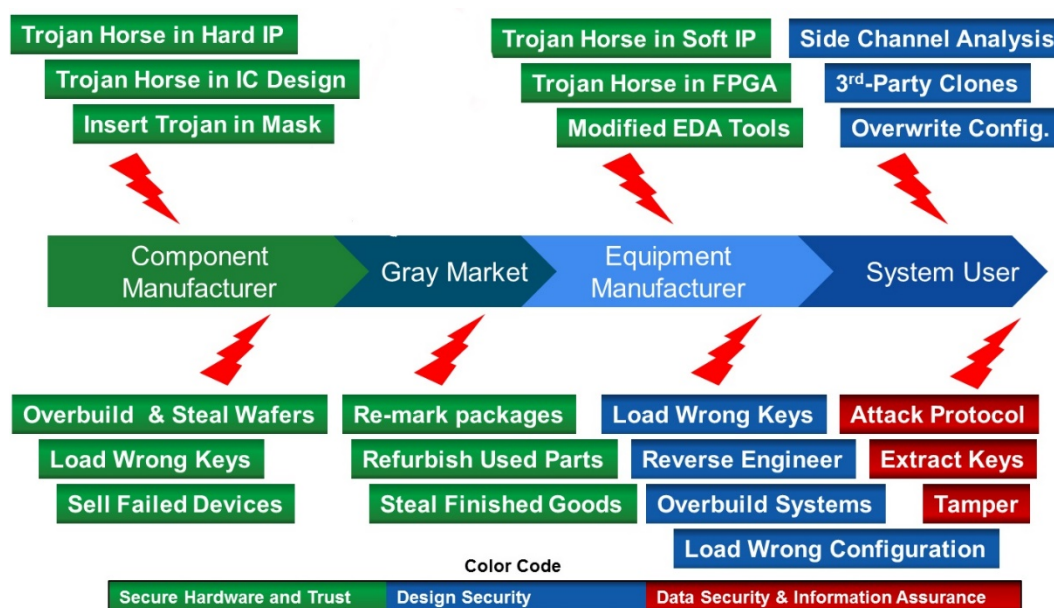 Trojan Horse in Hard IP
Trojan Horse in IC Design
Insert Trojan in Mask
Trojan Horse in Soft IP
Trojan Horse in FPGA
Modified EDA Tools
Side Channel Analysis
3rd-Party Clones
Overwrite Config.
Component
Manufacturer
Gray Market
Equipment
Manufacturer
System User
Overbuild & Steal Wafers
Load Wrong Keys
Sell Failed Devices
Re-mark packages
Refurbish Used Parts
Steal Finished Goods
Load Wrong Keys
Reverse Engineer
Overbuild Systems
Load Wrong Configuration
Attack Protocol
Extract Keys
Tamper
Color Code
Secure Hardware and Trust
Design Security
Data Security & Information Assurance